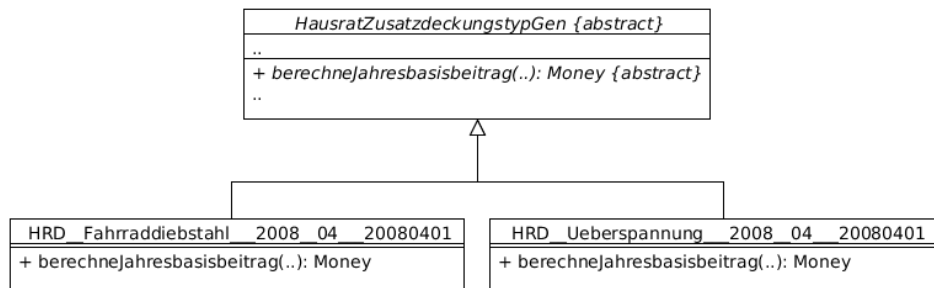 HausratZusatzdeckungstypGen {abstract}
..
+ berechneJahresbasisbeitrag(..): Money {abstract}
..
HRD__Fahrraddiebstahl___2008__04___20080401
+ berechneJahresbasisbeitrag(..): Money
HRD__Ueberspannung___2008__04___20080401
+ berechneJahresbasisbeitrag(..): Money